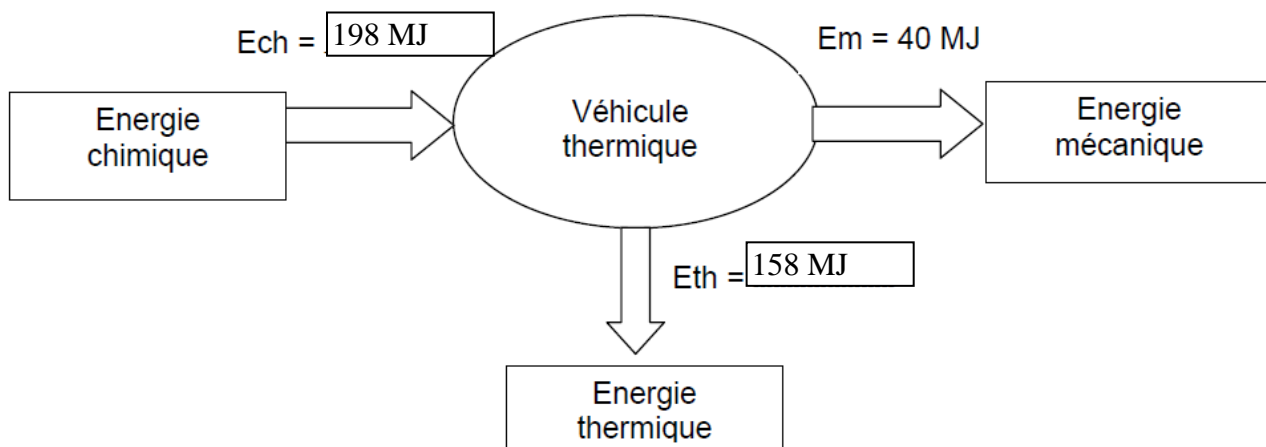 Ech = 198 MJ
Em = 40 MJ
Energie
chimique
Véhicule
thermique
Energie
mécanique
Eth = 158 MJ
Energie
thermique